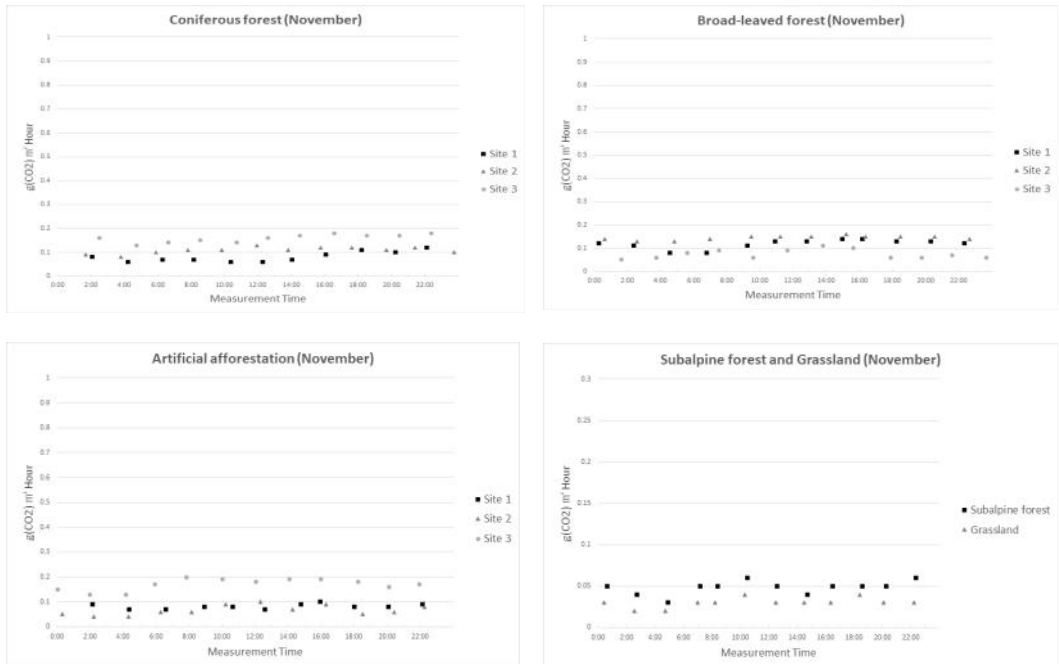 Coniferous forest (November)
1
0.9
0.8
0.7
0.6
0.5
0.4
0.3
0.2
0.1
0
g(CO2) m² Hour
0:00 2:00 4:00 6:00 8:00 10:00 12:00 14:00 16:00 18:00 20:00 22:00
Measurement Time
Site 1
Site 2
Site 3
Broad-leaved forest (November)
1
0.9
0.8
0.7
0.6
0.5
0.4
0.3
0.2
0.1
0
g(CO2) m² Hour
0:00 2:00 4:00 6:00 8:00 10:00 12:00 14:00 16:00 18:00 20:00 22:00
Measurement Time
Site 1
Site 2
Site 3
Artificial afforestation (November)
1
0.9
0.8
0.7
0.6
0.5
0.4
0.3
0.2
0.1
0
g(CO2) m² Hour
0:00 2:00 4:00 6:00 8:00 10:00 12:00 14:00 16:00 18:00 20:00 22:00
Measurement Time
Site 1
Site 2
Site 3
Subalpine forest and Grassland (November)
0.3
0.25
0.2
0.15
0.1
0.05
0
g(CO2) m² Hour
0:00 2:00 4:00 6:00 8:00 10:00 12:00 14:00 16:00 18:00 20:00 22:00
Measurement Time
Subalpine forest
Grassland